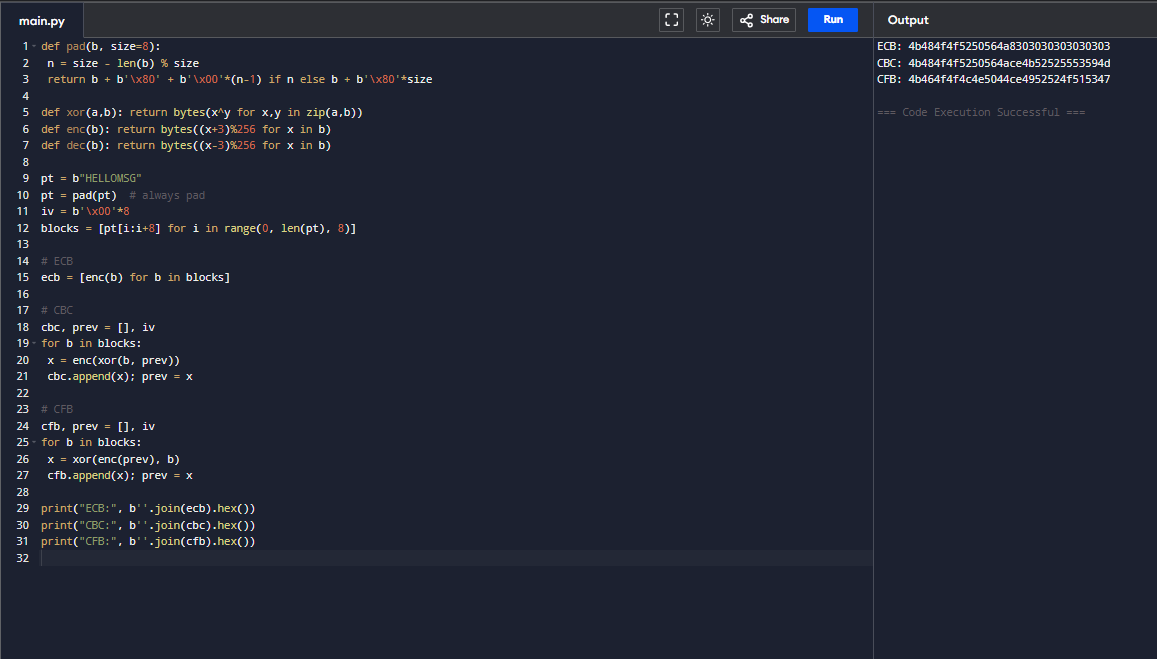 main.py
Share
Run
Output
1 def pad(b, size=8):
2 n = size - len(b) % size
3 return b + b'\x80' + b'\x00'*(n-1) if n else b + b'\x80'*size
4
5 def xor(a,b): return bytes(x^y for x,y in zip(a,b))
6 def enc(b): return bytes((x+3)%256 for x in b)
7 def dec(b): return bytes((x-3)%256 for x in b)
8
9 pt = b"HELLOMSG"
10 pt = pad(pt)  # always pad
11 iv = b'\x00'*8
12 blocks = [pt[i:i+8] for i in range(0, len(pt), 8)]
13
14 # ECB
15 ecb = [enc(b) for b in blocks]
16
17 # CBC
18 cbc, prev = [], iv
19 for b in blocks:
20 x = enc(xor(b, prev))
21 cbc.append(x); prev = x
22
23 # CFB
24 cfb, prev = [], iv
25 for b in blocks:
26 x = xor(enc(prev), b)
27 cfb.append(x); prev = x
28
29 print("ECB:", b''.join(ecb).hex())
30 print("CBC:", b''.join(cbc).hex())
31 print("CFB:", b''.join(cfb).hex())
32
ECB: 4b484f4f5250564a8303030303030303
CBC: 4b484f4f5250564ace4b52525553594d
CFB: 4b464f4f4c4e5044ce4952524f515347
=== Code Execution Successful ===